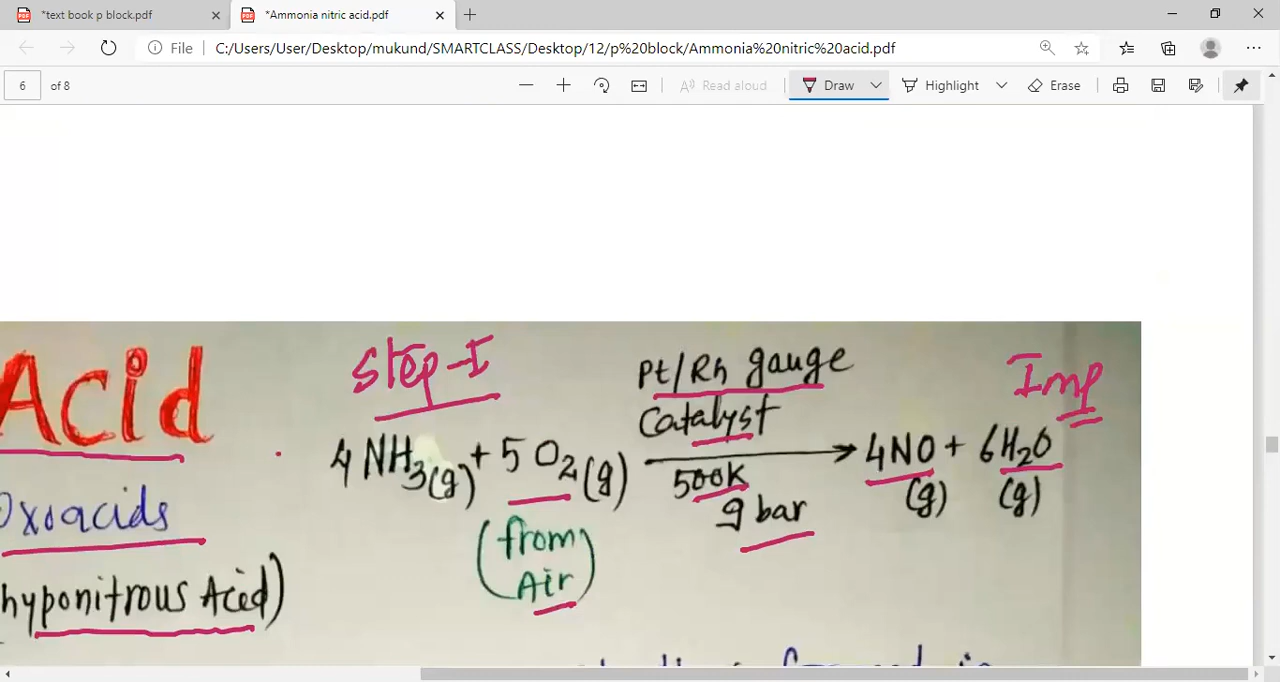 *text book p block.pdf
*Ammonia nitric acid.pdf
File
C:/Users/User/Desktop/mukund/SMARTCLASS/Desktop/12/p%20block/Ammonia%20nitric%20acid.pdf
6 of 8
Read aloud
Draw
Highlight
Erase
Acid
Step-I
Pt/Rh gauge
Catalyst
Imp
4NH3(g) + 5O2(g) → 4NO + 6H2O
500K
(g) (g)
9 bar
Oxoacids
(from
Air)
hyponitrous Acid)
formed in